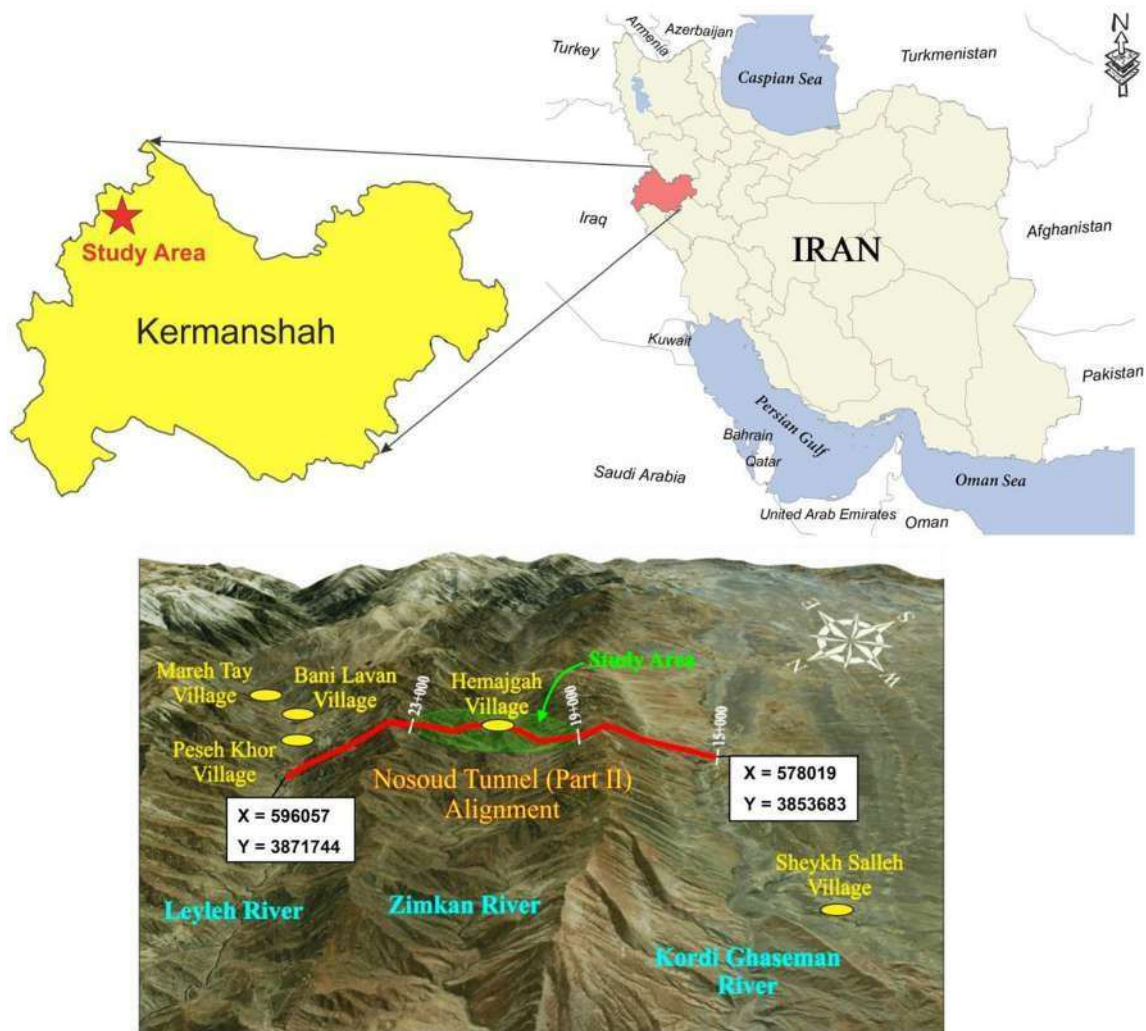 Armenia
Azerbaijan
Turkey
Turkmenistan
N
Caspian Sea
Study Area
Iraq
IRAN
Afghanistan
Kermanshah
Kuwait
Pakistan
Persian Gulf
Bahrain
Qatar
Saudi Arabia
Oman Sea
United Arab Emirates
Oman
Study Area
Mareh Tay
Village
Bani Lavan
Village
Hemajgah
Village
Peseh Khor
Village
23+000
19+000
15+000
E
S
N
W
Nosoud Tunnel (Part II)
Alignment
X = 578019
Y = 3853683
X = 596057
Y = 3871744
Sheykh Salleh
Village
Leyleh River
Zimkan River
Kordi Ghaseman
River